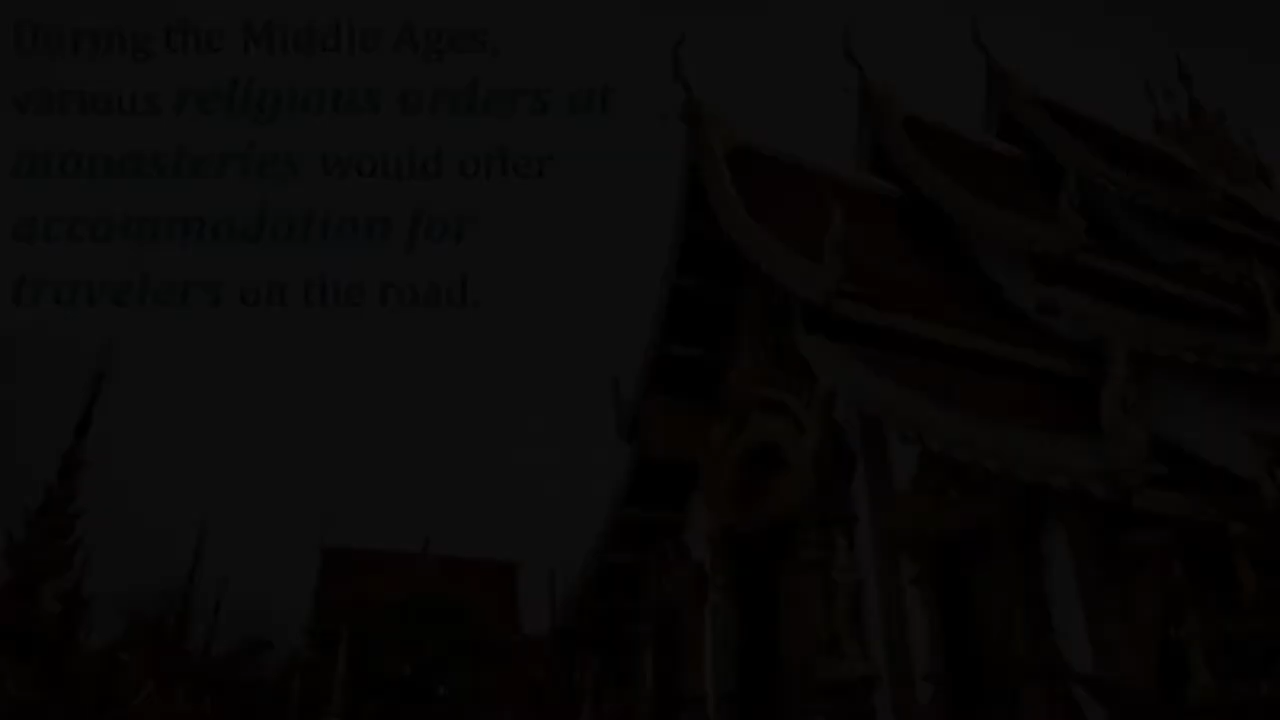 During the Middle Ages,
various religious orders at
monasteries would offer
accommodation for
travelers on the road.